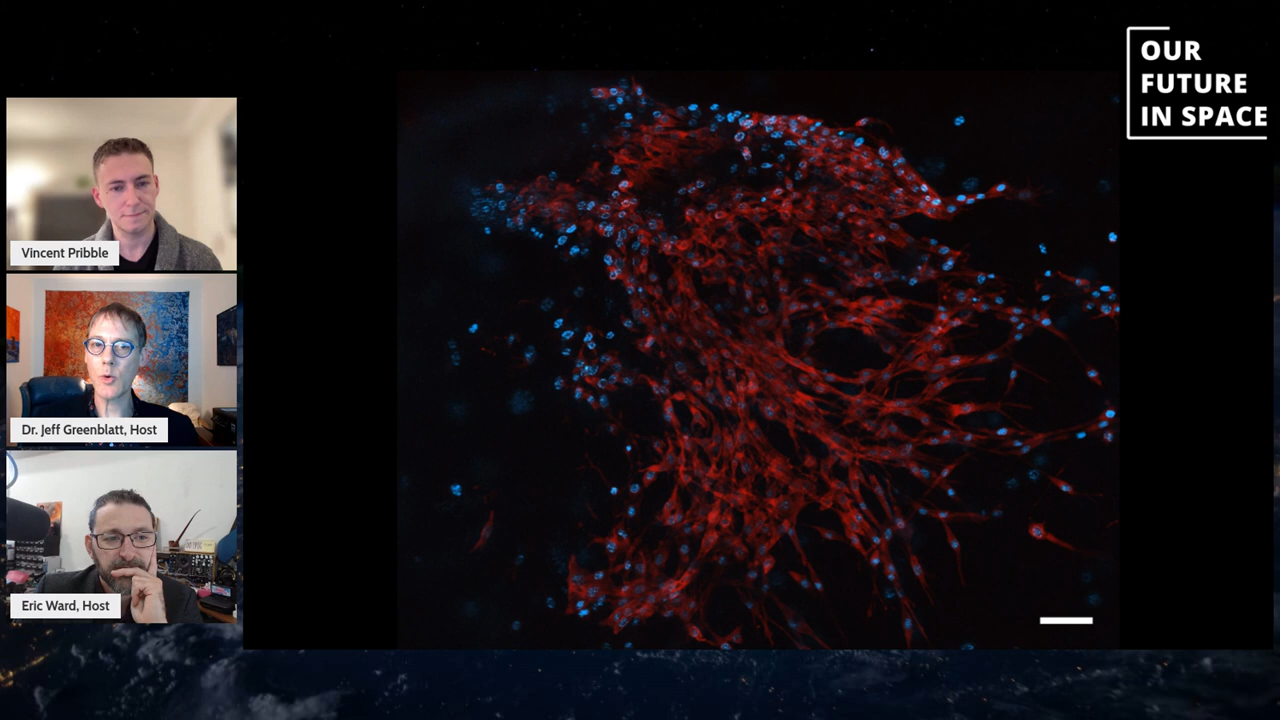 OUR
FUTURE
IN SPACE
Vincent Pribble
Dr. Jeff Greenblatt, Host
Eric Ward, Host